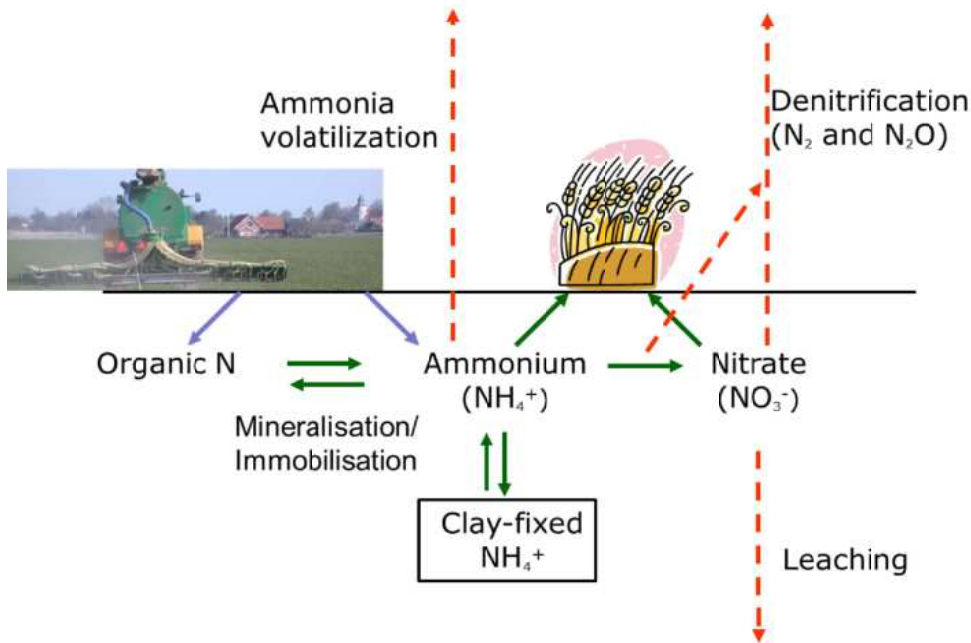 Ammonia
volatilization
Denitrification
(N₂ and N₂O)
Organic N
Ammonium
(NH₄⁺)
Nitrate
(NO₃⁻)
Mineralisation/
Immobilisation
Clay-fixed
NH₄⁺
Leaching